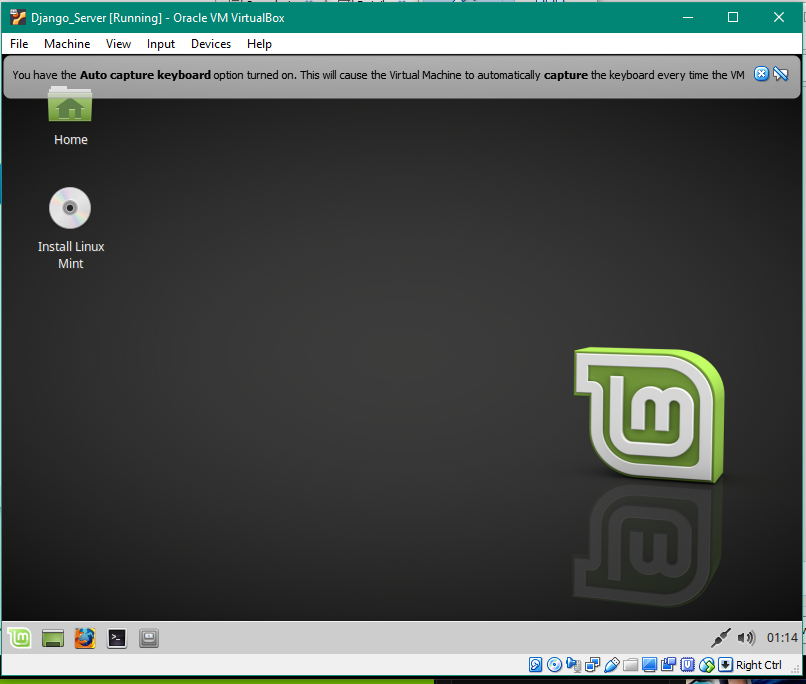 Django_Server [Running] - Oracle VM VirtualBox
File Machine View Input Devices Help
You have the Auto capture keyboard option turned on. This will cause the Virtual Machine to automatically capture the keyboard every time the VM
Home
Install Linux
Mint
01:14
Right Ctrl